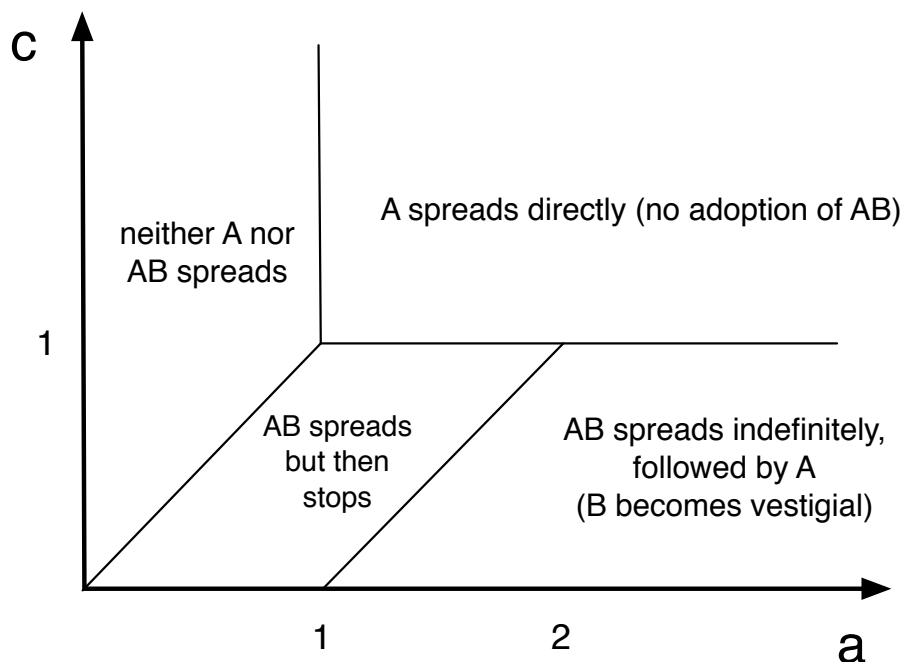 c
A spreads directly (no adoption of AB)
neither A nor
AB spreads
1
AB spreads
but then
stops
AB spreads indefinitely,
followed by A
(B becomes vestigial)
1
2
a